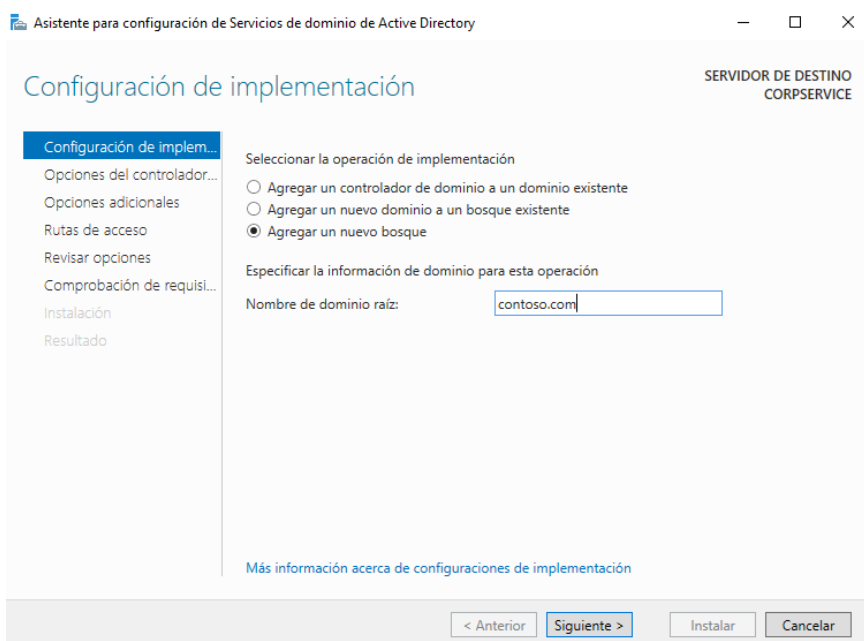 Asistente para configuración de Servicios de dominio de Active Directory
Configuración de implementación
SERVIDOR DE DESTINO
CORPSERVICE
Configuración de implem...
Opciones del controlador...
Opciones adicionales
Rutas de acceso
Revisar opciones
Comprobación de requisi...
Instalación
Resultado
Seleccionar la operación de implementación
Agregar un controlador de dominio a un dominio existente
Agregar un nuevo dominio a un bosque existente
Agregar un nuevo bosque
Especificar la información de dominio para esta operación
Nombre de dominio raíz: contoso.com
Más información acerca de configuraciones de implementación
< Anterior Siguiente > Instalar Cancelar